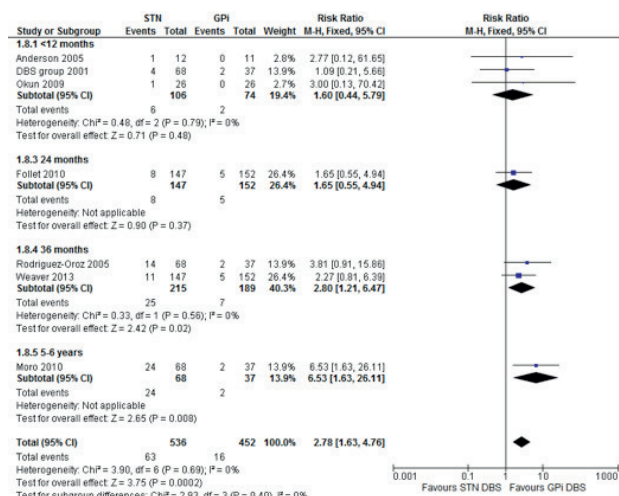 STN GPi Risk Ratio Risk Ratio
Study or Subgroup Events Total Events Total Weight M-H, Fixed, 95% CI M-H, Fixed, 95% CI
1.8.1 <12 months
Anderson 2005 1 12 0 11 2.8% 2.77 [0.12, 61.65]
DBS group 2001 4 68 2 37 13.9% 1.09 [0.21, 5.66]
Okun 2009 1 26 0 26 2.6% 3.00 [0.13, 70.42]
Subtotal (95% CI) 106 74 19.4% 1.60 [0.44, 5.79]
Total events 6 2
Heterogeneity: Chi² = 0.48, df = 2 (P = 0.79); I² = 0%
Test for overall effect: Z = 0.71 (P = 0.48)
1.8.3 24 months
Follet 2010 8 147 5 152 26.4% 1.65 [0.55, 4.94]
Subtotal (95% CI) 147 152 26.4% 1.65 [0.55, 4.94]
Total events 8 5
Heterogeneity: Not applicable
Test for overall effect: Z = 0.90 (P = 0.37)
1.8.4 36 months
Rodriguez-Oroz 2005 14 68 2 37 13.9% 3.81 [0.91, 15.86]
Weaver 2013 11 147 5 152 26.4% 2.27 [0.81, 6.39]
Subtotal (95% CI) 215 189 40.3% 2.80 [1.21, 6.47]
Total events 25 7
Heterogeneity: Chi² = 0.33, df = 1 (P = 0.56); I² = 0%
Test for overall effect: Z = 2.42 (P = 0.02)
1.8.5 5-6 years
Moro 2010 24 68 2 37 13.9% 6.53 [1.63, 26.11]
Subtotal (95% CI) 68 37 13.9% 6.53 [1.63, 26.11]
Total events 24 2
Heterogeneity: Not applicable
Test for overall effect: Z = 2.65 (P = 0.008)
Total (95% CI) 536 452 100.0% 2.78 [1.63, 4.76]
Total events 63 16
Heterogeneity: Chi² = 3.90, df = 6 (P = 0.69); I² = 0%
Test for overall effect: Z = 3.75 (P = 0.0002)
Test for subgroup differences: Chi² = 2.93, df = 3 (P = 0.40), I² = 0%
0.001 0.1 1 10 1000
Favours STN DBS Favours GPi DBS